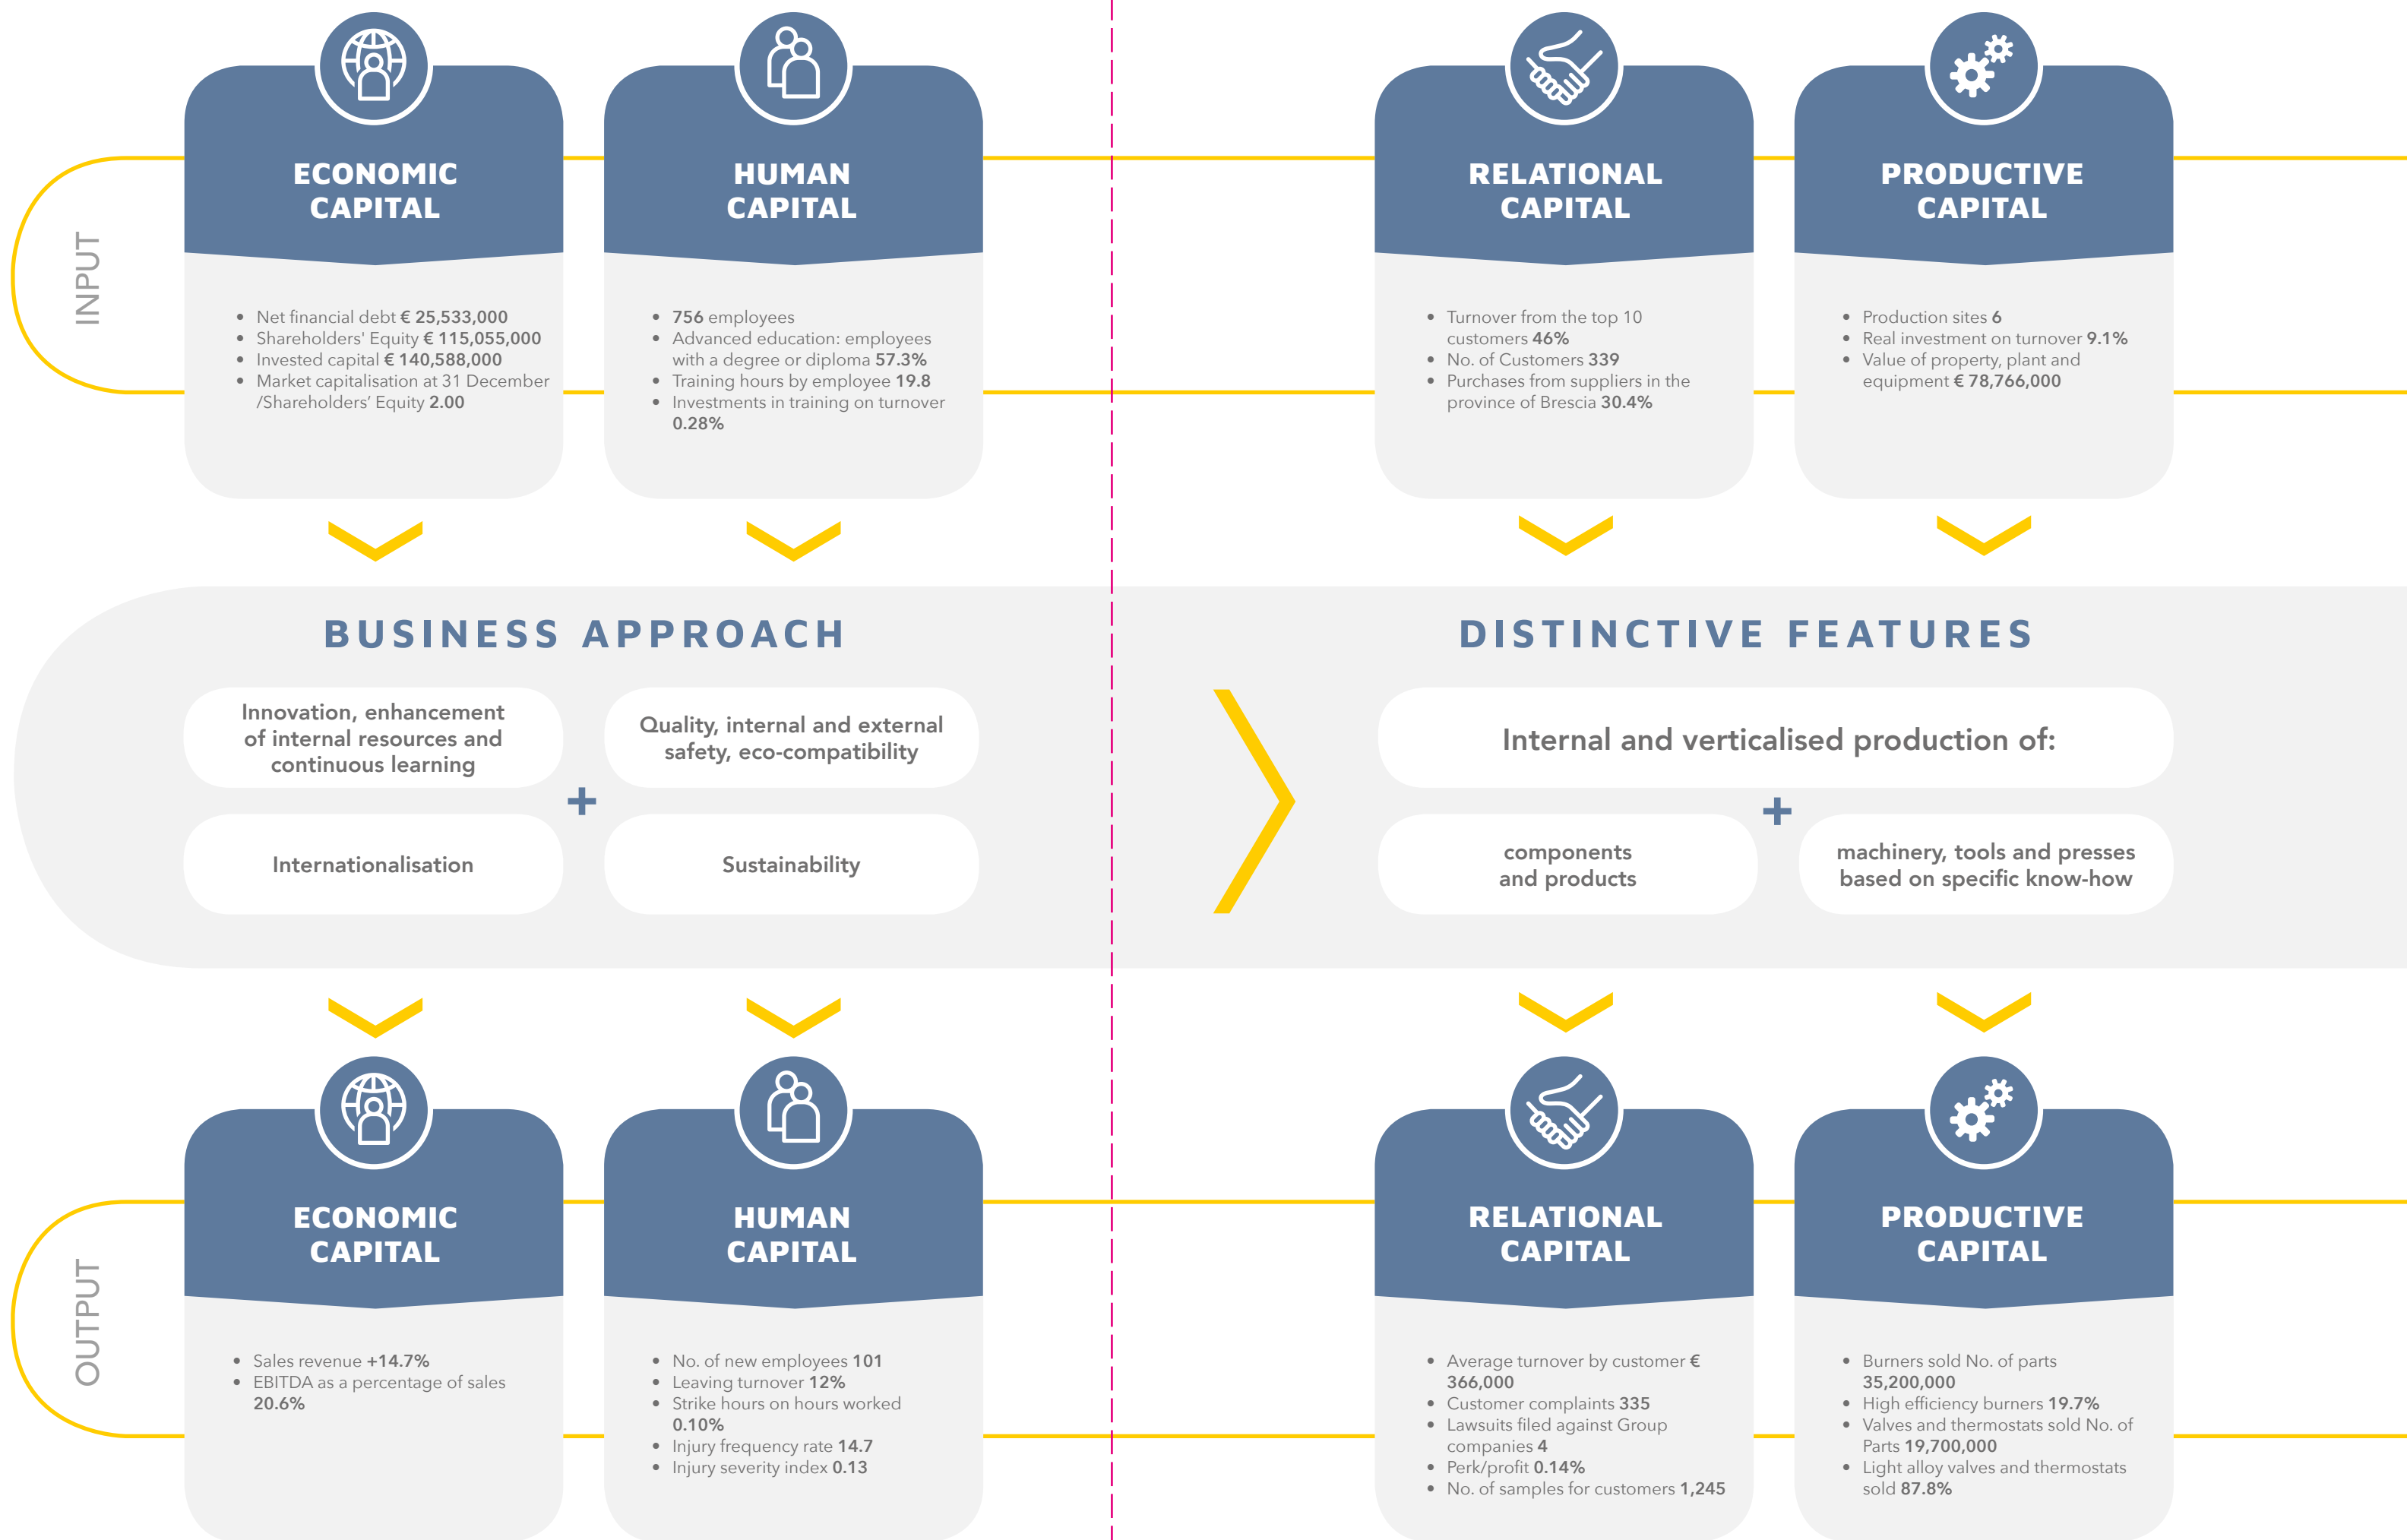 INPUT
ECONOMIC
CAPITAL
• Net financial debt € 25,533,000
• Shareholders' Equity € 115,055,000
• Invested capital € 140,588,000
• Market capitalisation at 31 December
/Shareholders’ Equity 2.00
HUMAN
CAPITAL
• 756 employees
• Advanced education: employees
with a degree or diploma 57.3%
• Training hours by employee 19.8
• Investments in training on turnover
0.28%
RELATIONAL
CAPITAL
• Turnover from the top 10
customers 46%
• No. of Customers 339
• Purchases from suppliers in the
province of Brescia 30.4%
PRODUCTIVE
CAPITAL
• Production sites 6
• Real investment on turnover 9.1%
• Value of property, plant and
equipment € 78,766,000
BUSINESS APPROACH
Innovation, enhancement
of internal resources and
continuous learning
Quality, internal and external
safety, eco-compatibility
+
Internationalisation
Sustainability
DISTINCTIVE FEATURES
Internal and verticalised production of:
+
components
and products
machinery, tools and presses
based on specific know-how
OUTPUT
ECONOMIC
CAPITAL
• Sales revenue +14.7%
• EBITDA as a percentage of sales
20.6%
HUMAN
CAPITAL
• No. of new employees 101
• Leaving turnover 12%
• Strike hours on hours worked
0.10%
• Injury frequency rate 14.7
• Injury severity index 0.13
RELATIONAL
CAPITAL
• Average turnover by customer €
366,000
• Customer complaints 335
• Lawsuits filed against Group
companies 4
• Perk/profit 0.14%
• No. of samples for customers 1,245
PRODUCTIVE
CAPITAL
• Burners sold No. of parts
35,200,000
• High efficiency burners 19.7%
• Valves and thermostats sold No. of
Parts 19,700,000
• Light alloy valves and thermostats
sold 87.8%